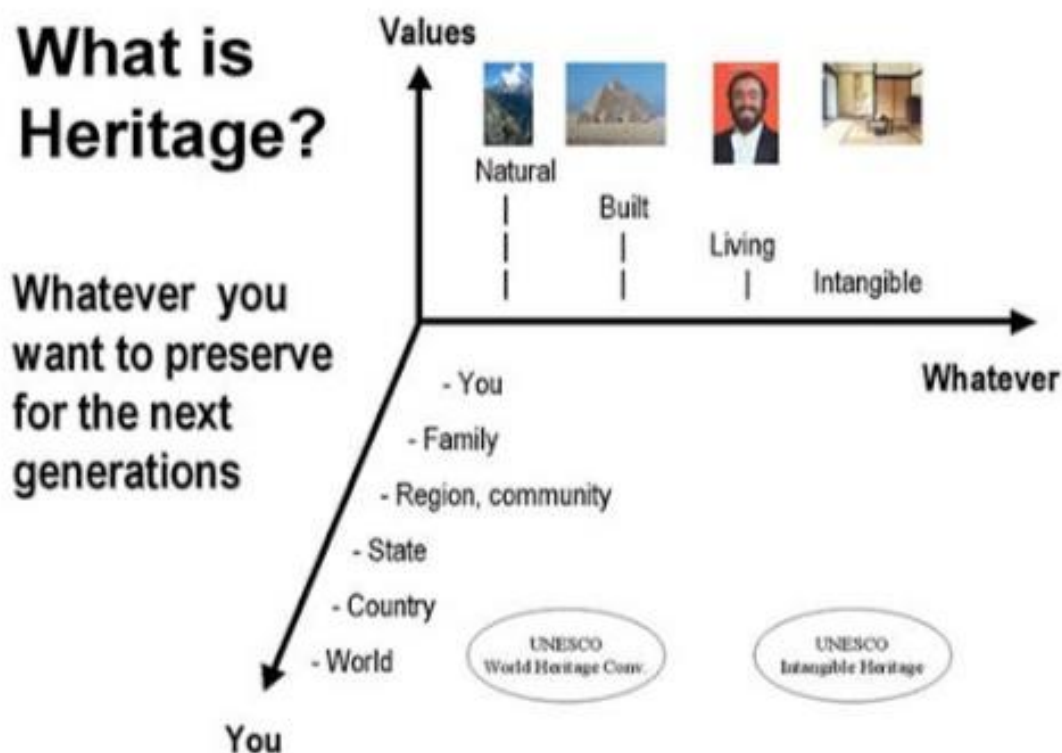 What is
Heritage?
Whatever you
want to preserve
for the next
generations
Values
Natural
Built
Living
Intangible
Whatever
- You
- Family
- Region, community
- State
- Country
- World
You
UNESCO
World Heritage Conv.
UNESCO
Intangible Heritage